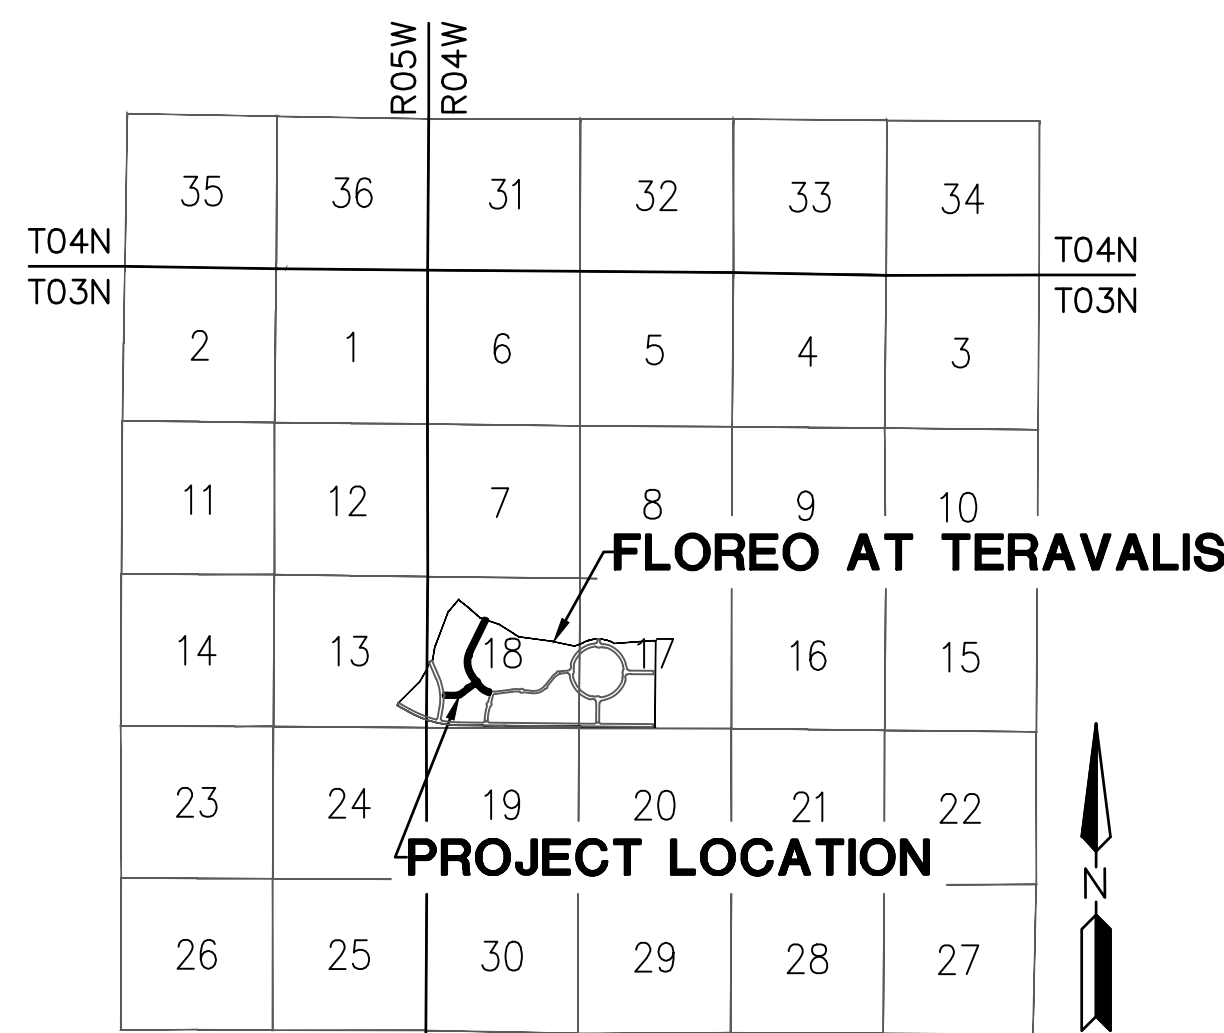 R05W
R04W
35 36 31 32 33 34
T04N T04N
T03N T03N
2 1 6 5 4 3
11 12 7 8 9 10
FLOREO AT TERAVALIS
14 13 18 17 16 15
23 24 19 20 21 22
PROJECT LOCATION
N
26 25 30 29 28 27